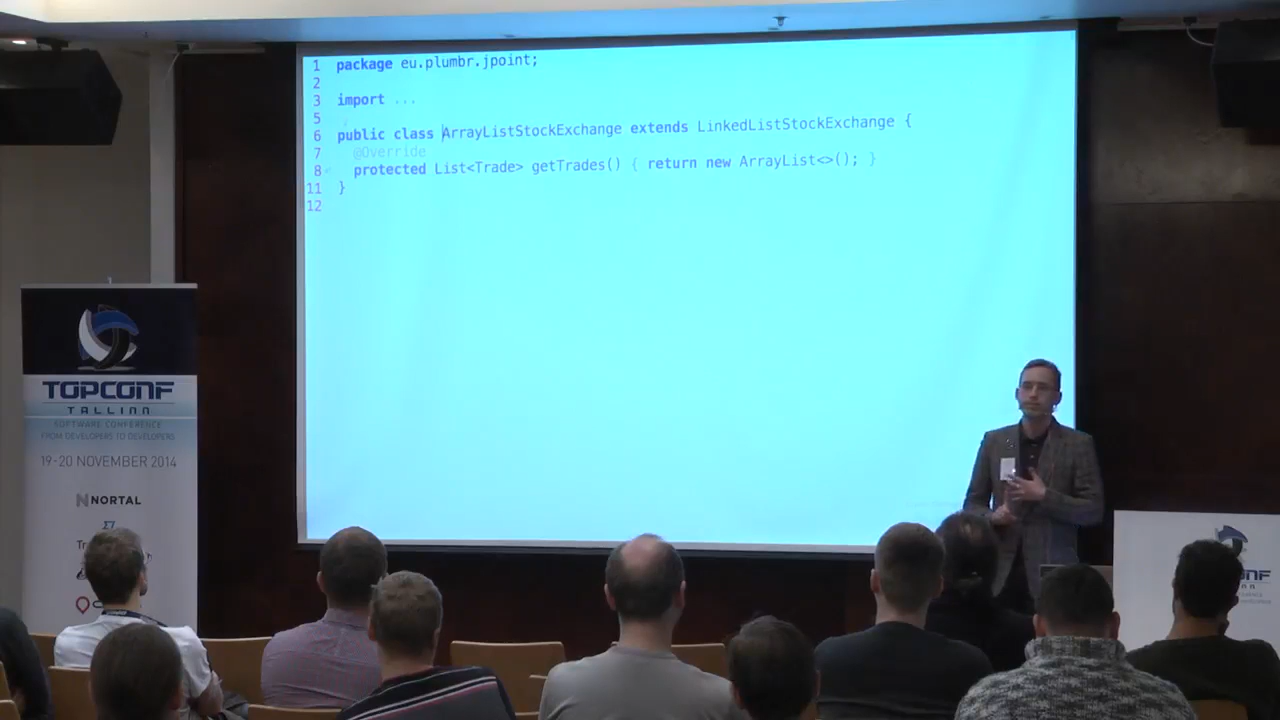 1 package eu.plumbr.jpoint;
2
3 import ...
5
6 public class ArrayListStockExchange extends LinkedListStockExchange {
7 @Override
8 protected List<Trade> getTrades() { return new ArrayList<>(); }
11 }
12
TOPCONF
TALLINN
SOFTWARE CONFERENCE
FROM DEVELOPERS TO DEVELOPERS
19-20 NOVEMBER 2014
NORTAL